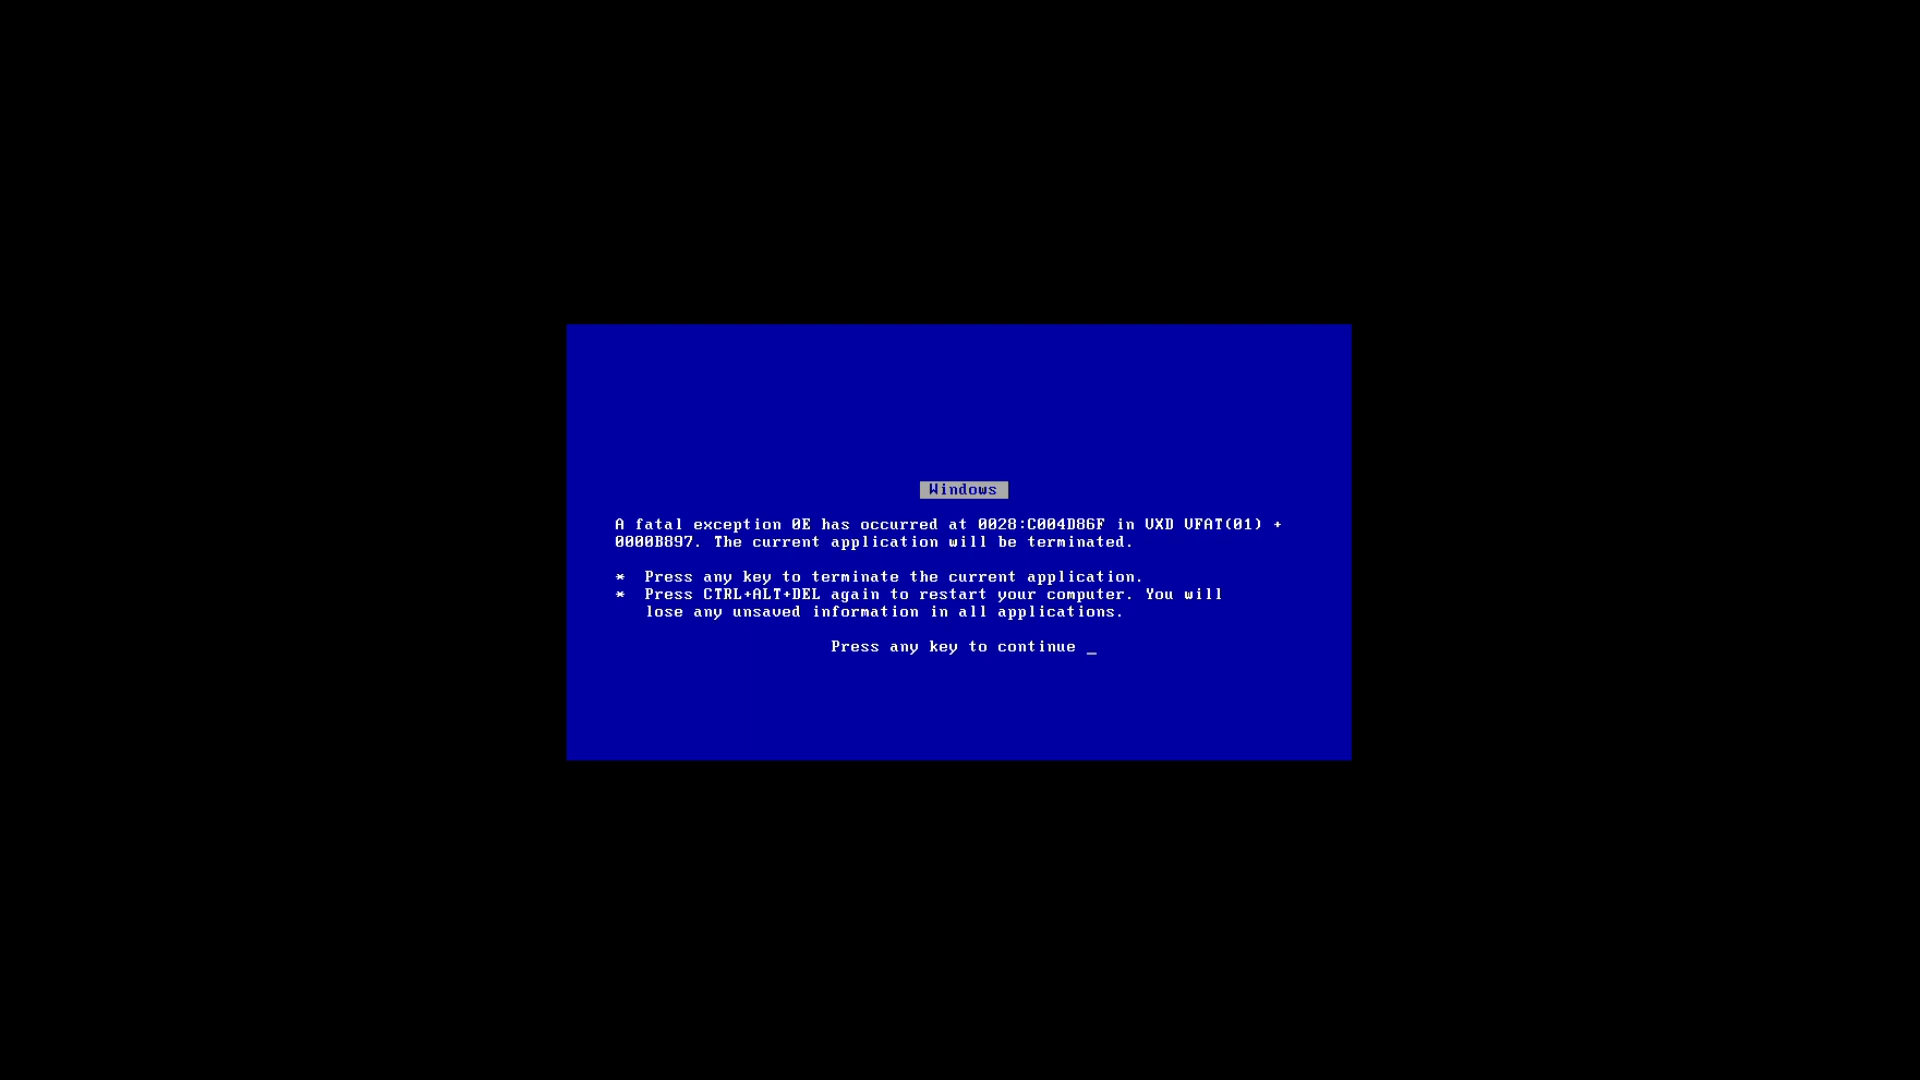 Windows
A fatal exception 0E has occurred at 0028:C004D86F in VXD VFAT(01) +
0000B897. The current application will be terminated.
*  Press any key to terminate the current application.
*  Press CTRL+ALT+DEL again to restart your computer. You will
lose any unsaved information in all applications.
Press any key to continue _